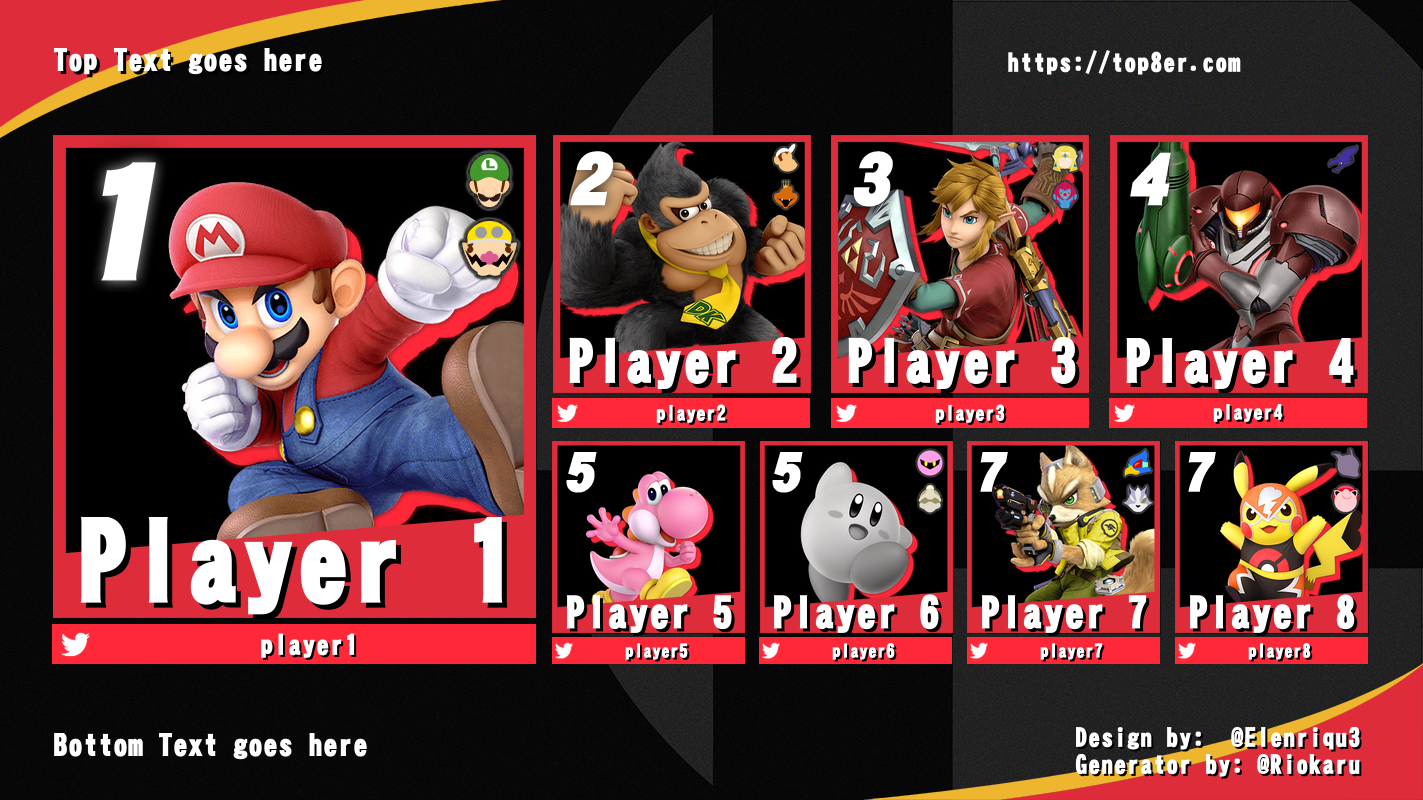 Top Text goes here
https://top8er.com
1
M
Player 1
player1
2
DK
Player 2
player2
3
Player 3
player3
4
Player 4
player4
5
Player 5
player5
5
Player 6
player6
7
Player 7
player7
7
Player 8
player8
Bottom Text goes here
Design by: @Elenriqu3
Generator by: @Riokaru